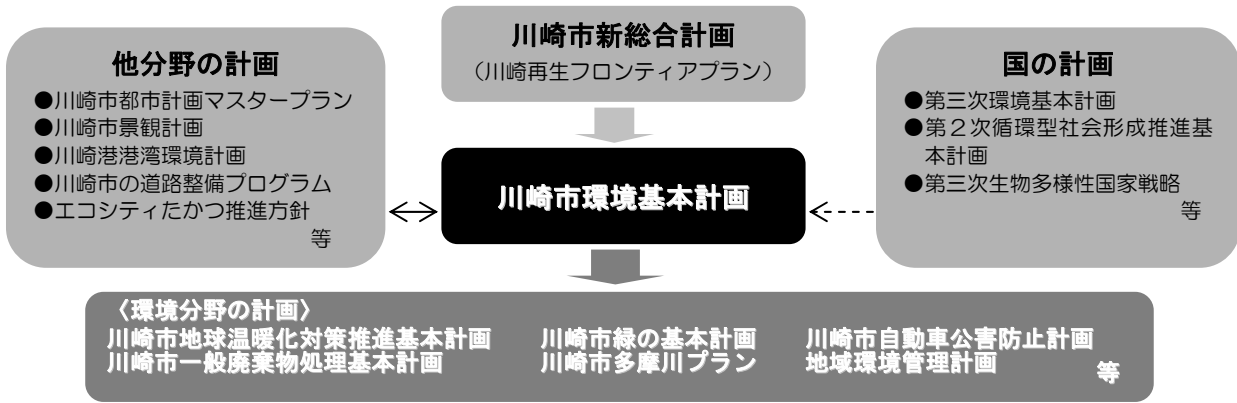 川崎市新総合計画
（川崎再生フロンティアプラン）
他分野の計画
●川崎市都市計画マスタープラン
●川崎市景観計画
●川崎港港湾環境計画
●川崎市の道路整備プログラム
●エコシティたかつ推進方針
等
川崎市環境基本計画
国の計画
●第三次環境基本計画
●第２次循環型社会形成推進基
本計画
●第三次生物多様性国家戦略
等
〈環境分野の計画〉
川崎市地球温暖化対策推進基本計画 川崎市緑の基本計画 川崎市自動車公害防止計画
川崎市一般廃棄物処理基本計画 川崎市多摩川プラン 地域環境管理計画
等